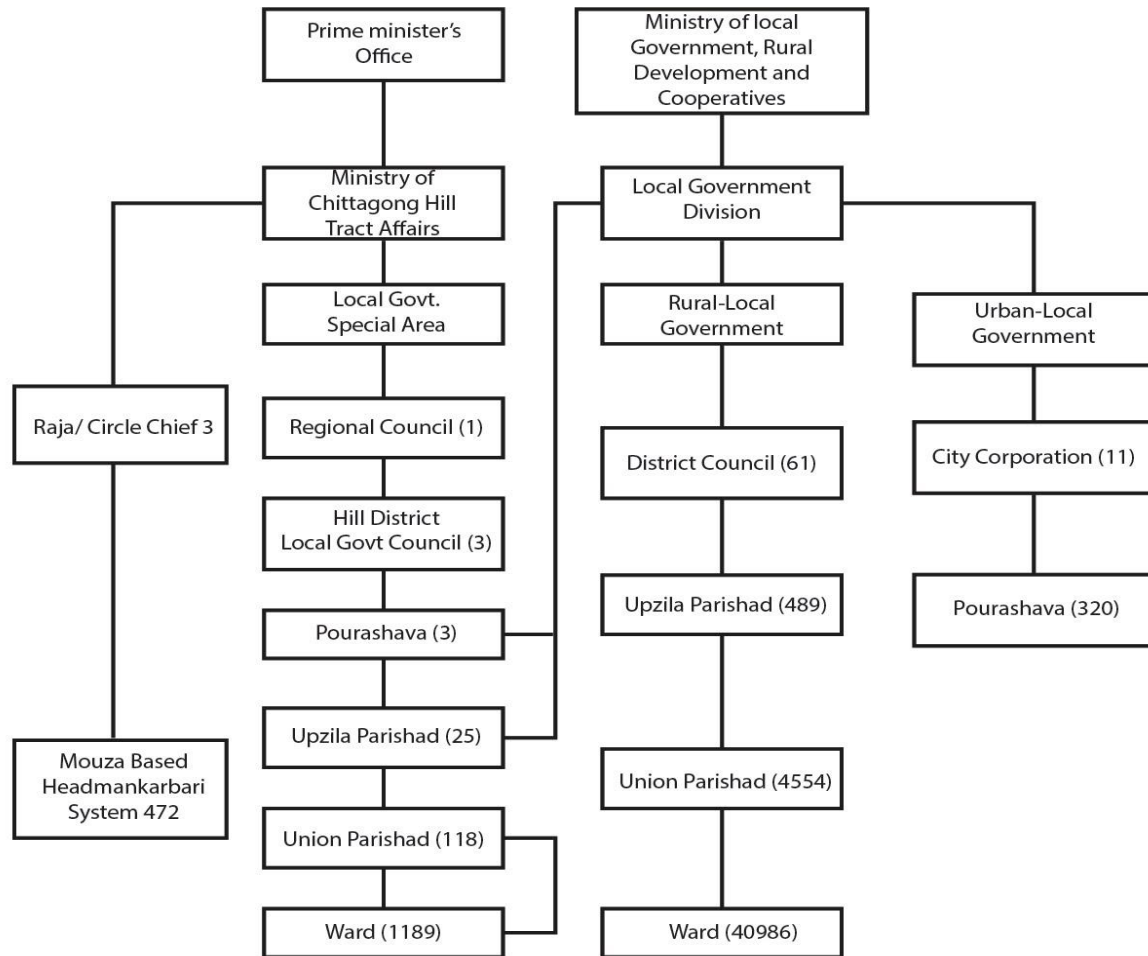 Prime minister's
Office
Ministry of local
Government, Rural
Development and
Cooperatives
Ministry of
Chittagong Hill
Tract Affairs
Local Government
Division
Local Govt.
Special Area
Rural-Local
Government
Urban-Local
Government
Raja/ Circle Chief 3
Regional Council (1)
District Council (61)
City Corporation (11)
Hill District
Local Govt Council (3)
Upzila Parishad (489)
Pourashava (320)
Pourashava (3)
Upzila Parishad (25)
Mouza Based
Headmankarbari
System 472
Union Parishad (4554)
Union Parishad (118)
Ward (1189)
Ward (40986)